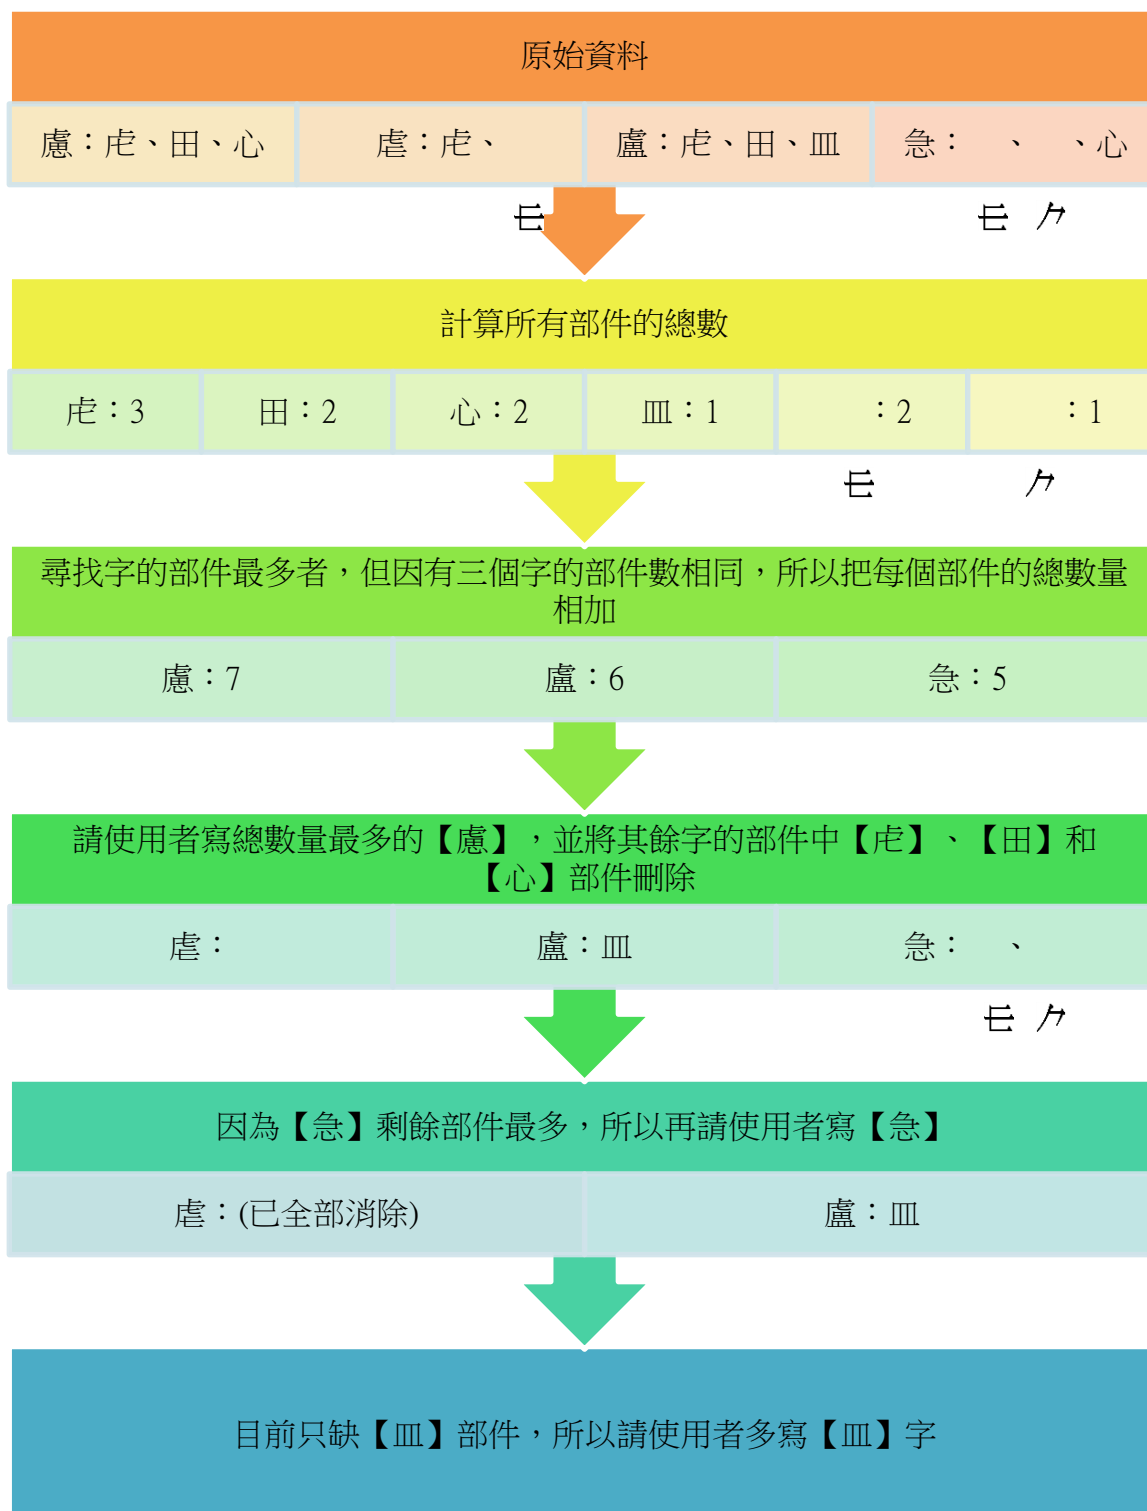 原始資料
慮：虍、田、心
虐：虍、
盧：虍、田、皿
急：　、　、心
計算所有部件的總數
虍：3
田：2
心：2
皿：1
：2
：1
尋找字的部件最多者，但因有三個字的部件數相同，所以把每個部件的總數量
相加
慮：7
盧：6
急：5
請使用者寫總數量最多的【慮】，並將其餘字的部件中【虍】、【田】和
【心】部件刪除
虐：
盧：皿
急：　、
因為【急】剩餘部件最多，所以再請使用者寫【急】
虐：(已全部消除)
盧：皿
目前只缺【皿】部件，所以請使用者多寫【皿】字